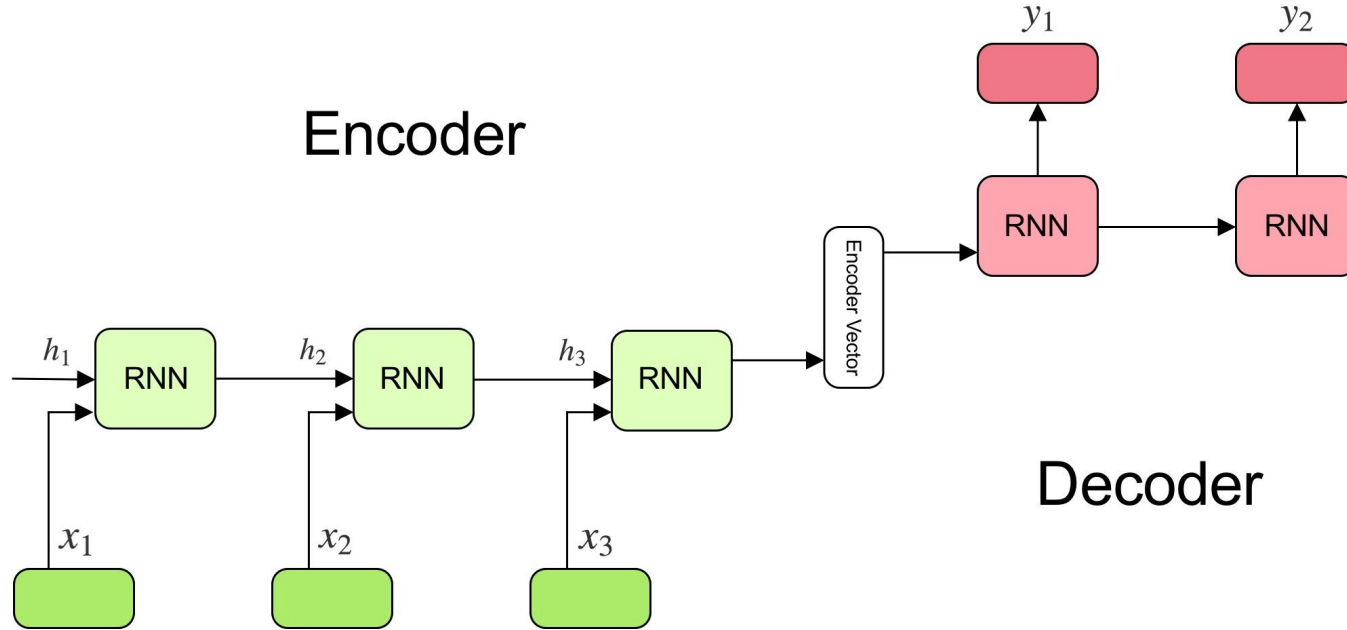 y₁
y₂
Encoder
RNN
RNN
Encoder Vector
h₁
RNN
h₂
RNN
h₃
RNN
Decoder
x₁
x₂
x₃